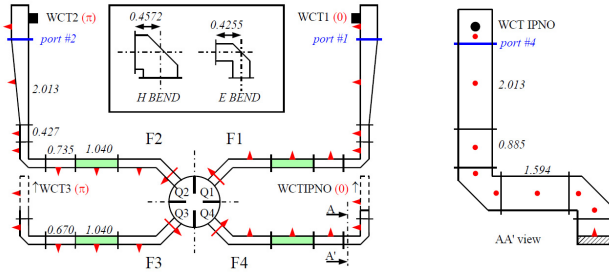 WCT2 (π)
port #2
2.013
0.427
0.735
1.040
F2
0.4572
0.4255
H BEND
E BEND
WCT1 (0)
port #1
F1
WCT IPNO
port #4
2.013
0.885
1.594
AA' view
WCT3 (π)
Q2
Q1
Q3
Q4
WCTIPNO (0)
A
A'
0.670
1.040
F3
F4